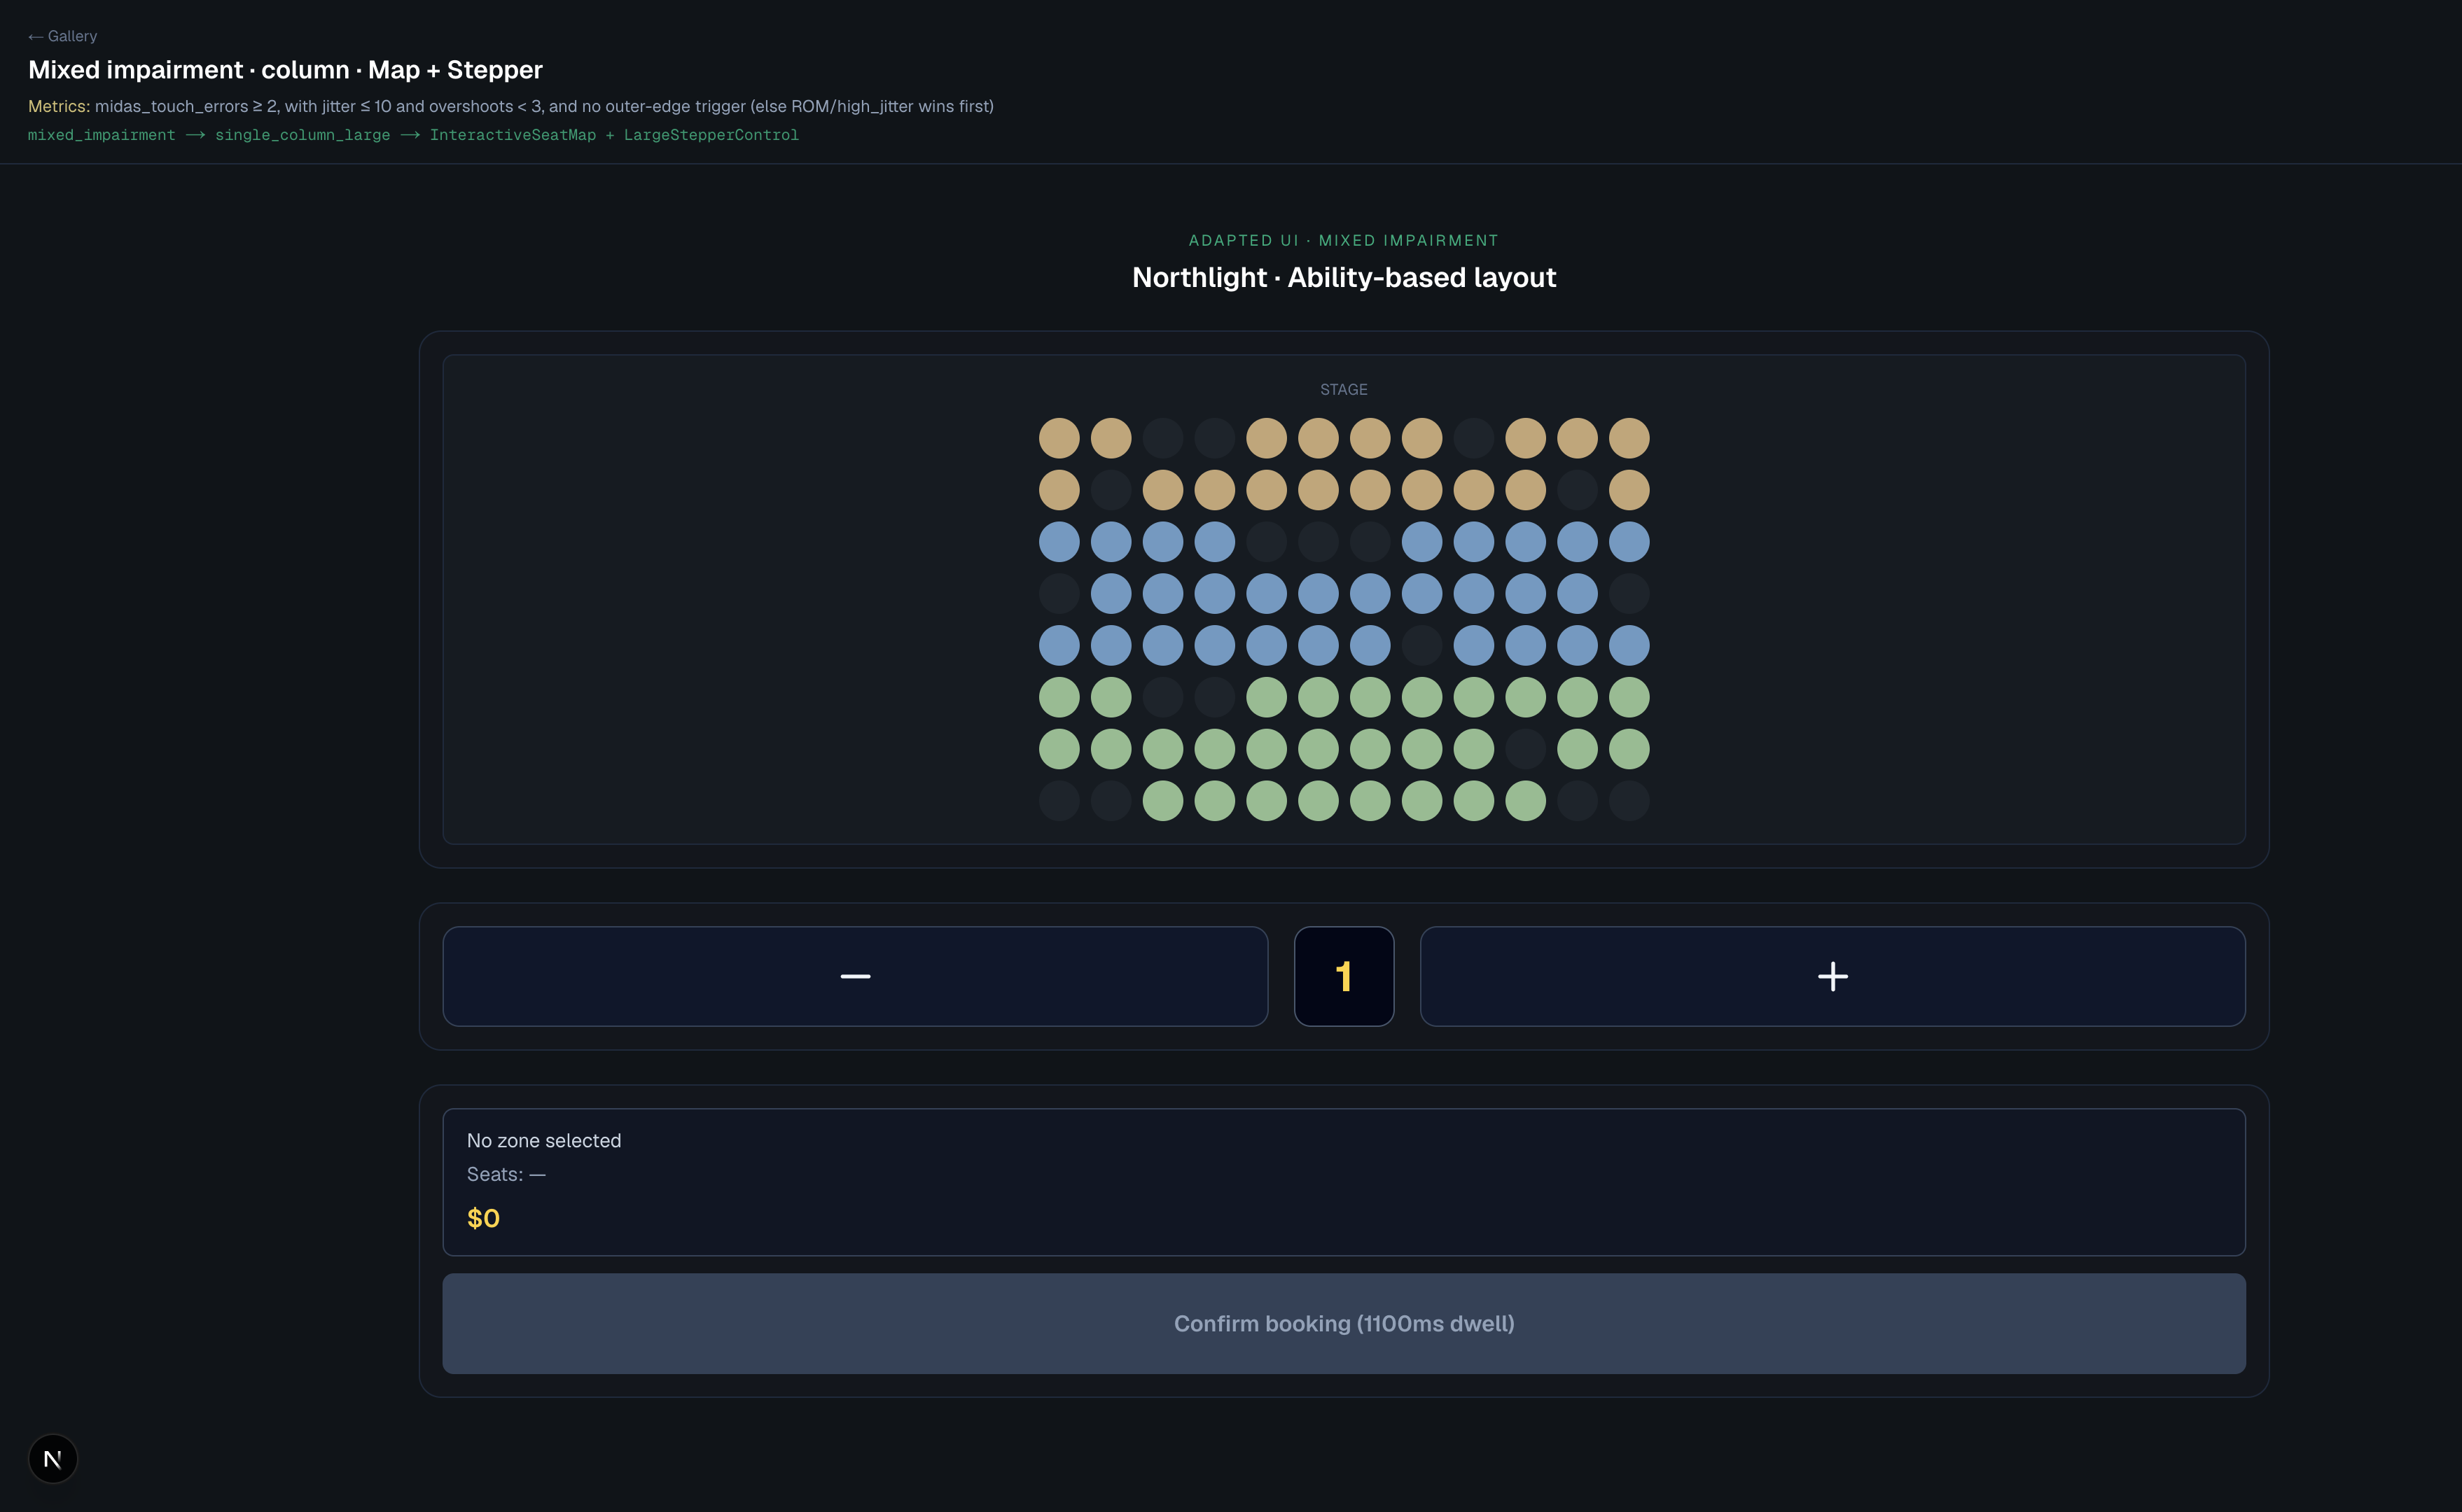 ← Gallery
Mixed impairment · column · Map + Stepper
Metrics: midas_touch_errors ≥ 2, with jitter ≤ 10 and overshoots < 3, and no outer-edge trigger (else ROM/high_jitter wins first)
mixed_impairment → single_column_large → InteractiveSeatMap + LargeStepperControl
ADAPTED UI · MIXED IMPAIRMENT
Northlight · Ability-based layout
STAGE
— 1 +
No zone selected
Seats: —
$0
Confirm booking (1100ms dwell)
N